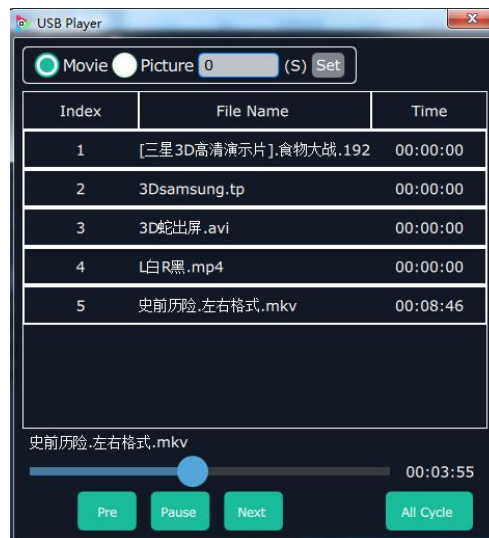 USB Player
Movie Picture 0 (S) Set
Index File Name Time
1 [三星3D高清演示片].食物大战.192 00:00:00
2 3Dsamsung.tp 00:00:00
3 3D蛇出屏.avi 00:00:00
4 L白R黑.mp4 00:00:00
5 史前历险.左右格式.mkv 00:08:46
史前历险.左右格式.mkv
00:03:55
Pre Pause Next All Cycle